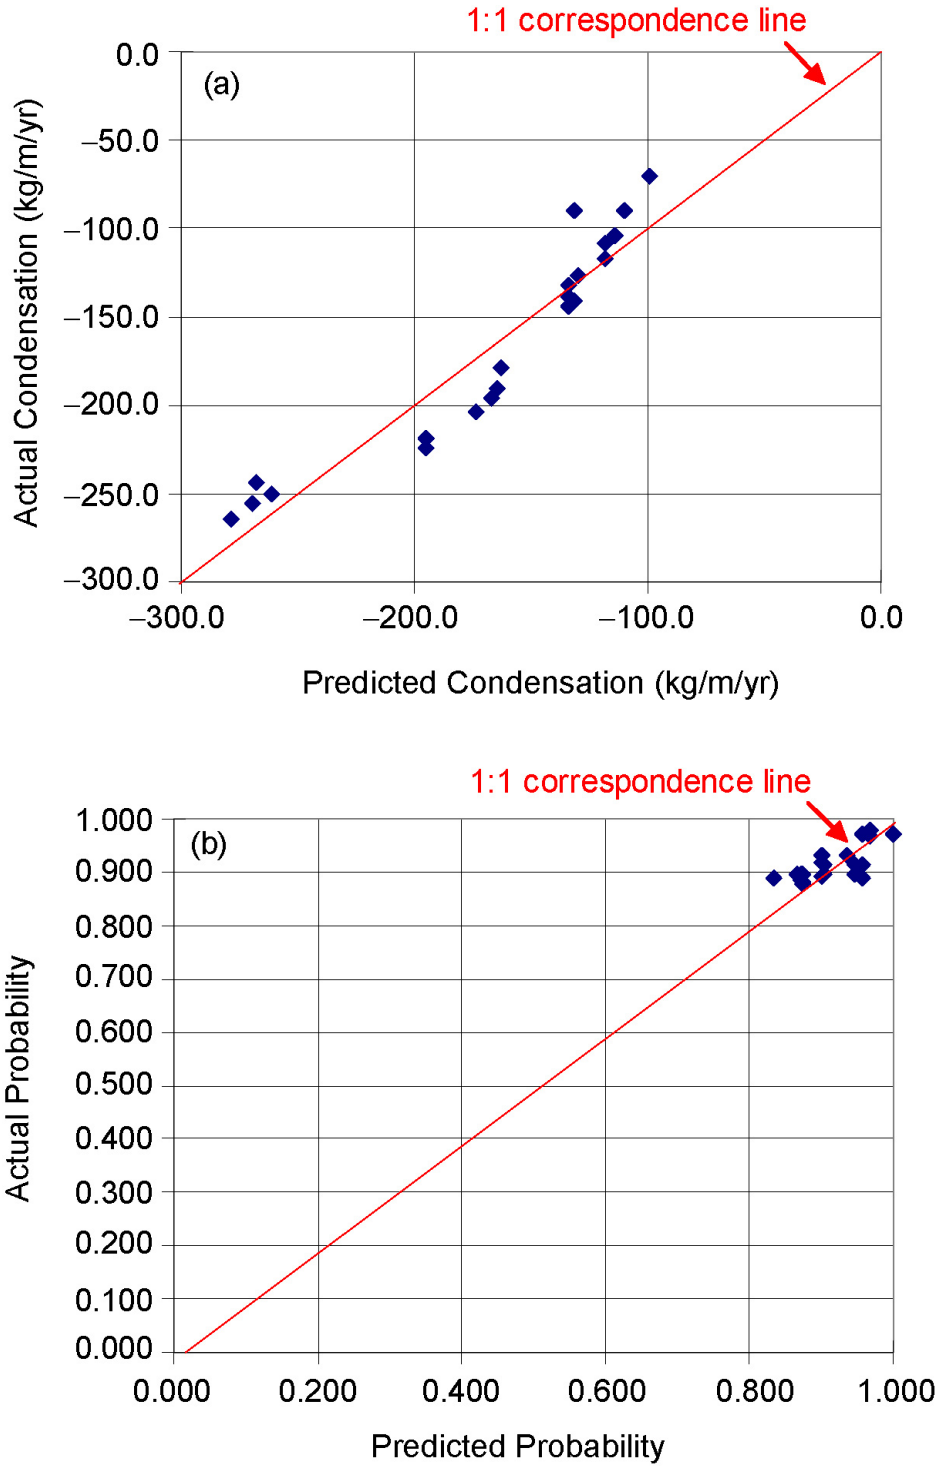 1:1 correspondence line
(a)
Actual Condensation (kg/m/yr)
0.0
−50.0
−100.0
−150.0
−200.0
−250.0
−300.0
−300.0 −200.0 −100.0 0.0
Predicted Condensation (kg/m/yr)
1:1 correspondence line
(b)
Actual Probability
1.000
0.900
0.800
0.700
0.600
0.500
0.400
0.300
0.200
0.100
0.000
0.000 0.200 0.400 0.600 0.800 1.000
Predicted Probability